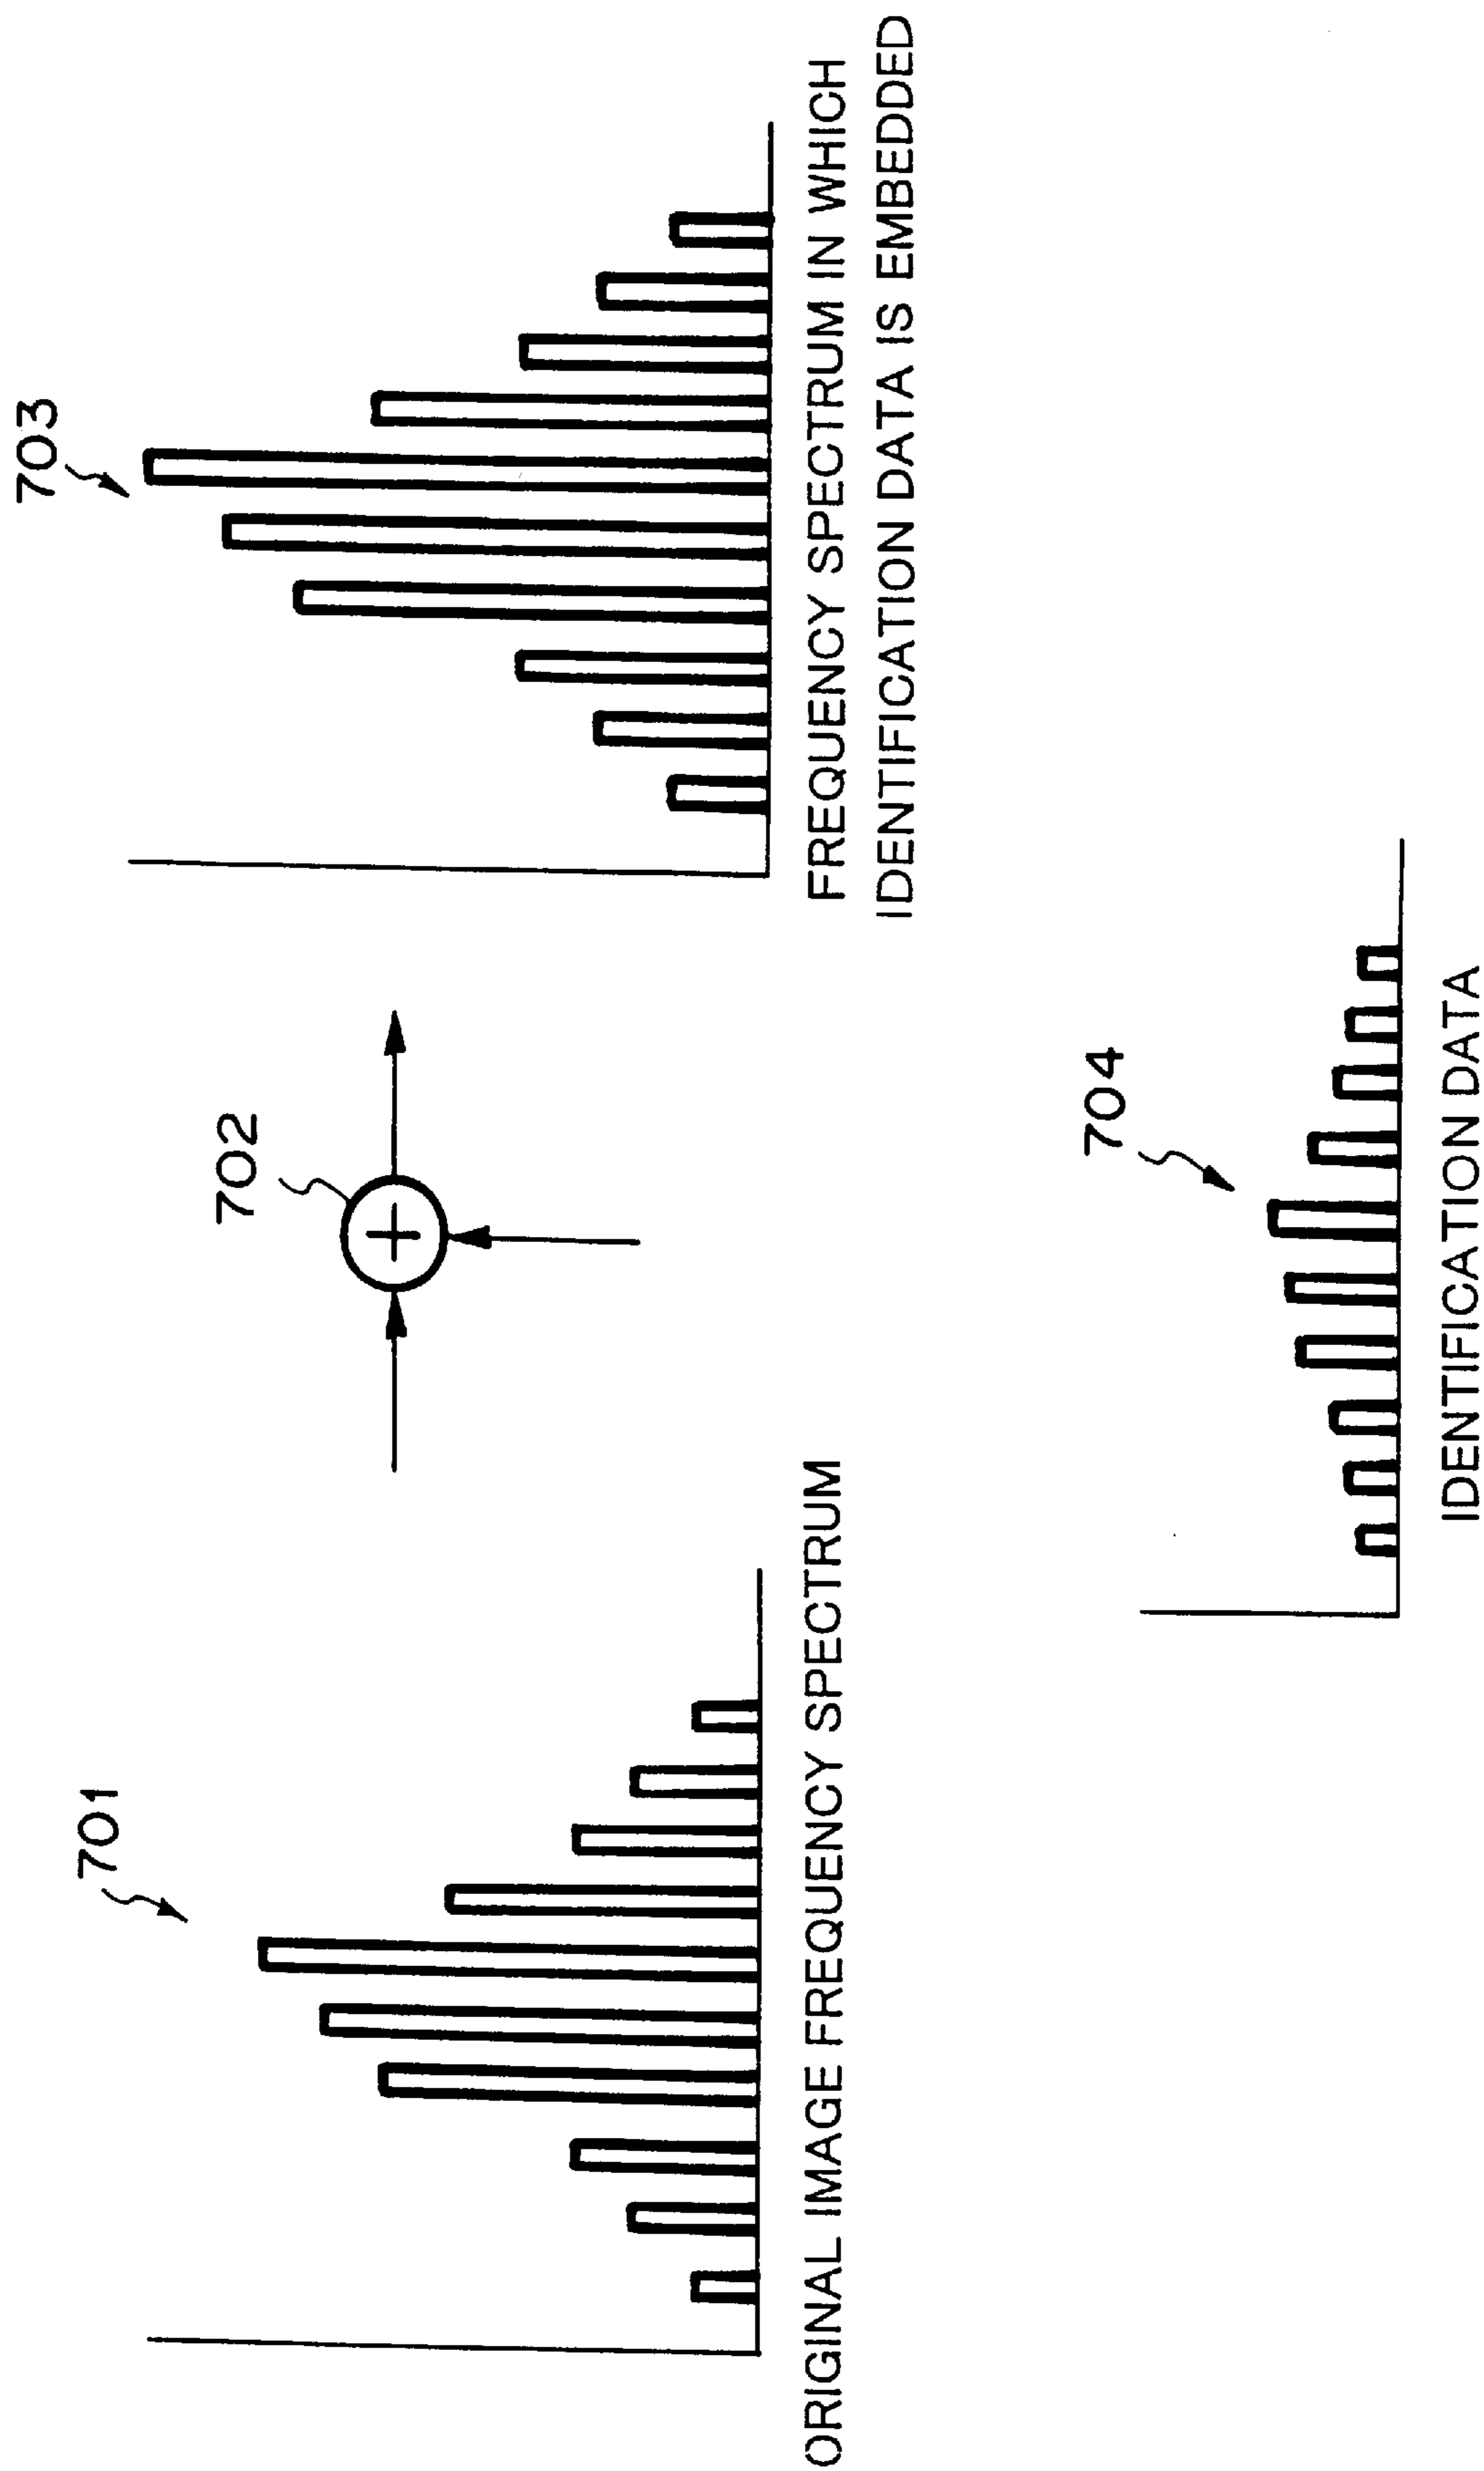 701
ORIGINAL IMAGE FREQUENCY SPECTRUM
702
703
FREQUENCY SPECTRUM IN WHICH
IDENTIFICATION DATA IS EMBEDDED
704
IDENTIFICATION DATA